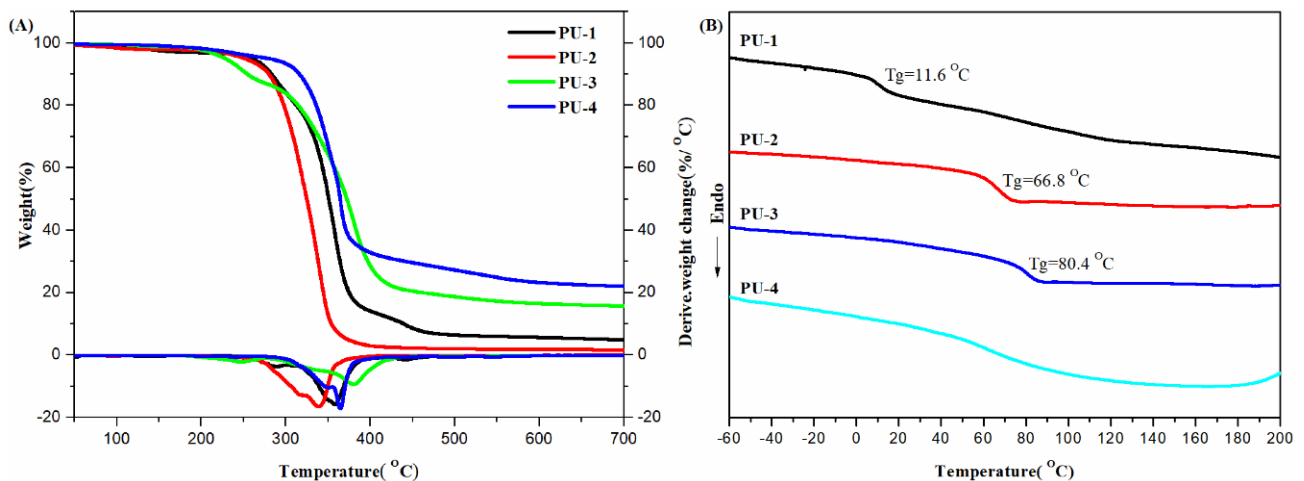 (A)
PU-1
PU-2
PU-3
PU-4
100
80
60
40
20
0
-20
Weight(%)
100
80
60
40
20
0
-20
100
200
300
400
500
600
700
Temperature( °C)
(B)
PU-1
Tg=11.6 °C
PU-2
Tg=66.8 °C
PU-3
Tg=80.4 °C
PU-4
Derive.weight change(%/ °C)
Endo
-60
-40
-20
0
20
40
60
80
100
120
140
160
180
200
Temperature( °C)